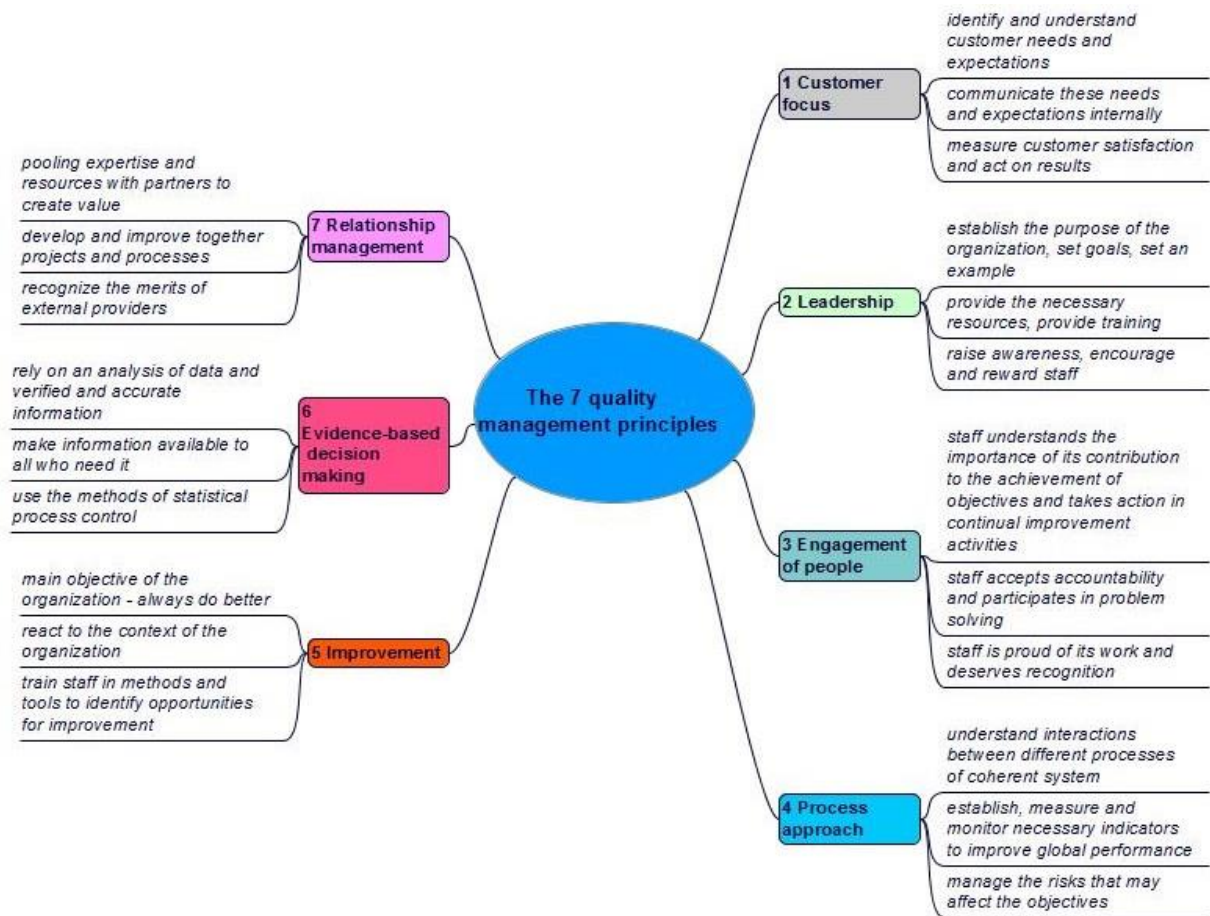 The 7 quality
management principles
1 Customer
focus
identify and understand
customer needs and
expectations
communicate these needs
and expectations internally
measure customer satisfaction
and act on results
2 Leadership
establish the purpose of the
organization, set goals, set an
example
provide the necessary
resources, provide training
raise awareness, encourage
and reward staff
3 Engagement
of people
staff understands the
importance of its contribution
to the achievement of
objectives and takes action in
continual improvement
activities
staff accepts accountability
and participates in problem
solving
staff is proud of its work and
deserves recognition
4 Process
approach
understand interactions
between different processes
of coherent system
establish, measure and
monitor necessary indicators
to improve global performance
manage the risks that may
affect the objectives
5 Improvement
main objective of the
organization - always do better
react to the context of the
organization
train staff in methods and
tools to identify opportunities
for improvement
6
Evidence-based
decision
making
rely on an analysis of data and
verified and accurate
information
make information available to
all who need it
use the methods of statistical
process control
7 Relationship
management
pooling expertise and
resources with partners to
create value
develop and improve together
projects and processes
recognize the merits of
external providers